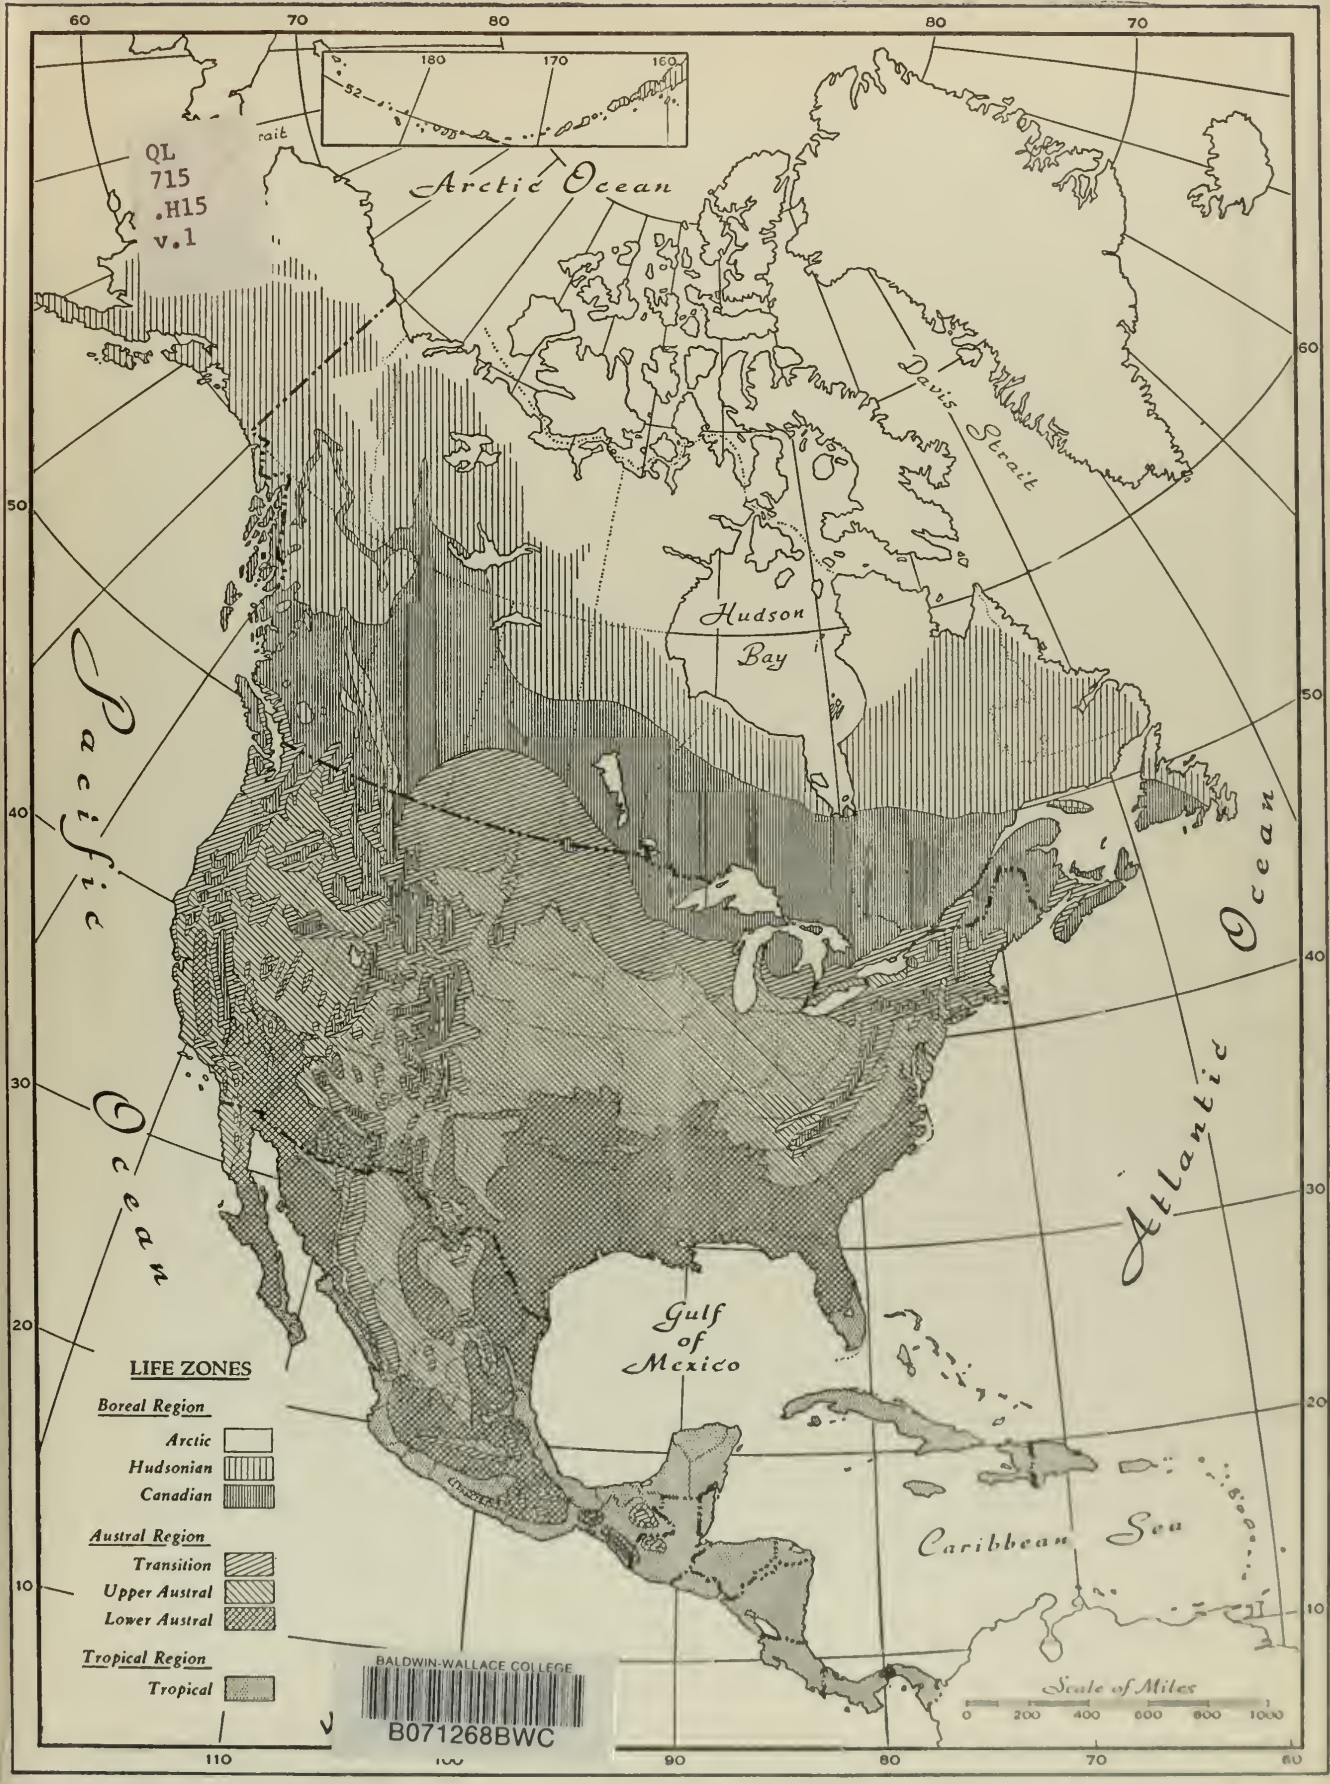 60 70 80 80 70
180 170 160
52
rait
QL
715
.H15
v.1
Arctic Ocean
60
Davis
Strait
50
Hudson
Bay
50
Pacific
Ocean
40
40
30
30
Atlantic
Ocean
Gulf
of
Mexico
20
20
LIFE ZONES
Boreal Region
Arctic
Hudsonian
Canadian
Austral Region
Transition
Upper Austral
Lower Austral
Tropical Region
Tropical
Caribbean Sea
10
10
Scale of Miles
0 200 400 600 800 1000
BALDWIN-WALLACE COLLEGE
B071268BWC
110 100 90 80 70 60